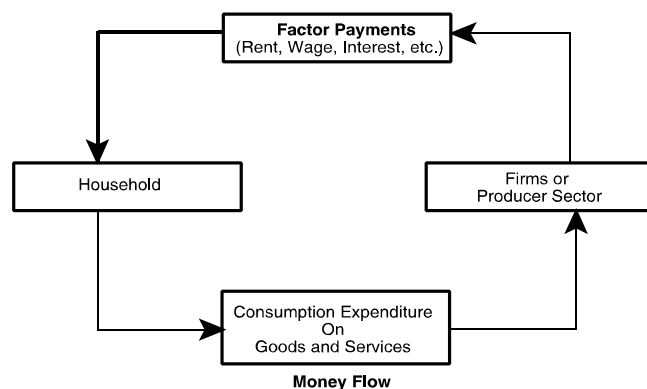 Factor Payments
(Rent, Wage, Interest, etc.)
Household
Firms or
Producer Sector
Consumption Expenditure
On
Goods and Services
Money Flow